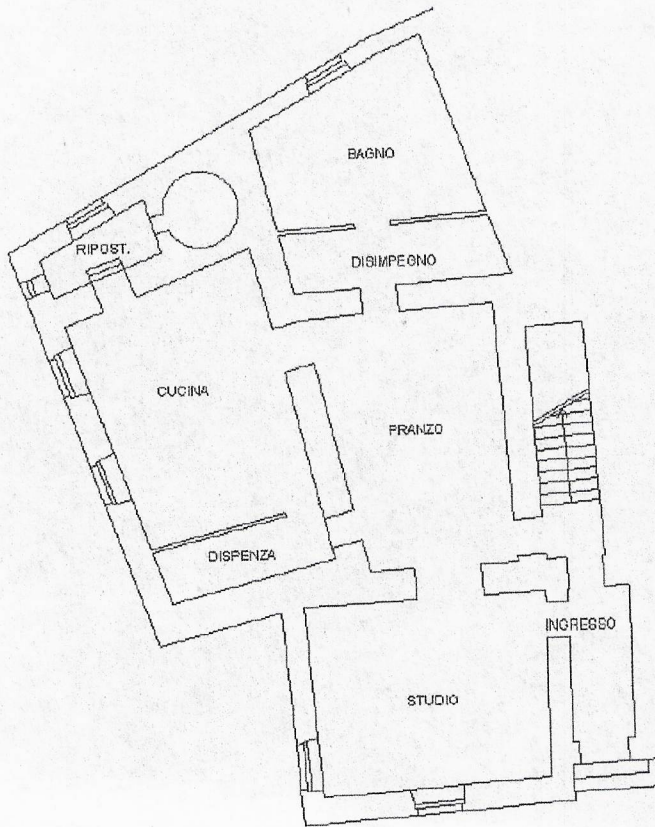 BAGNO
RIPOST.
DISIMPEGNO
CUCINA
PRANZO
DISPENZA
INGRESSO
STUDIO